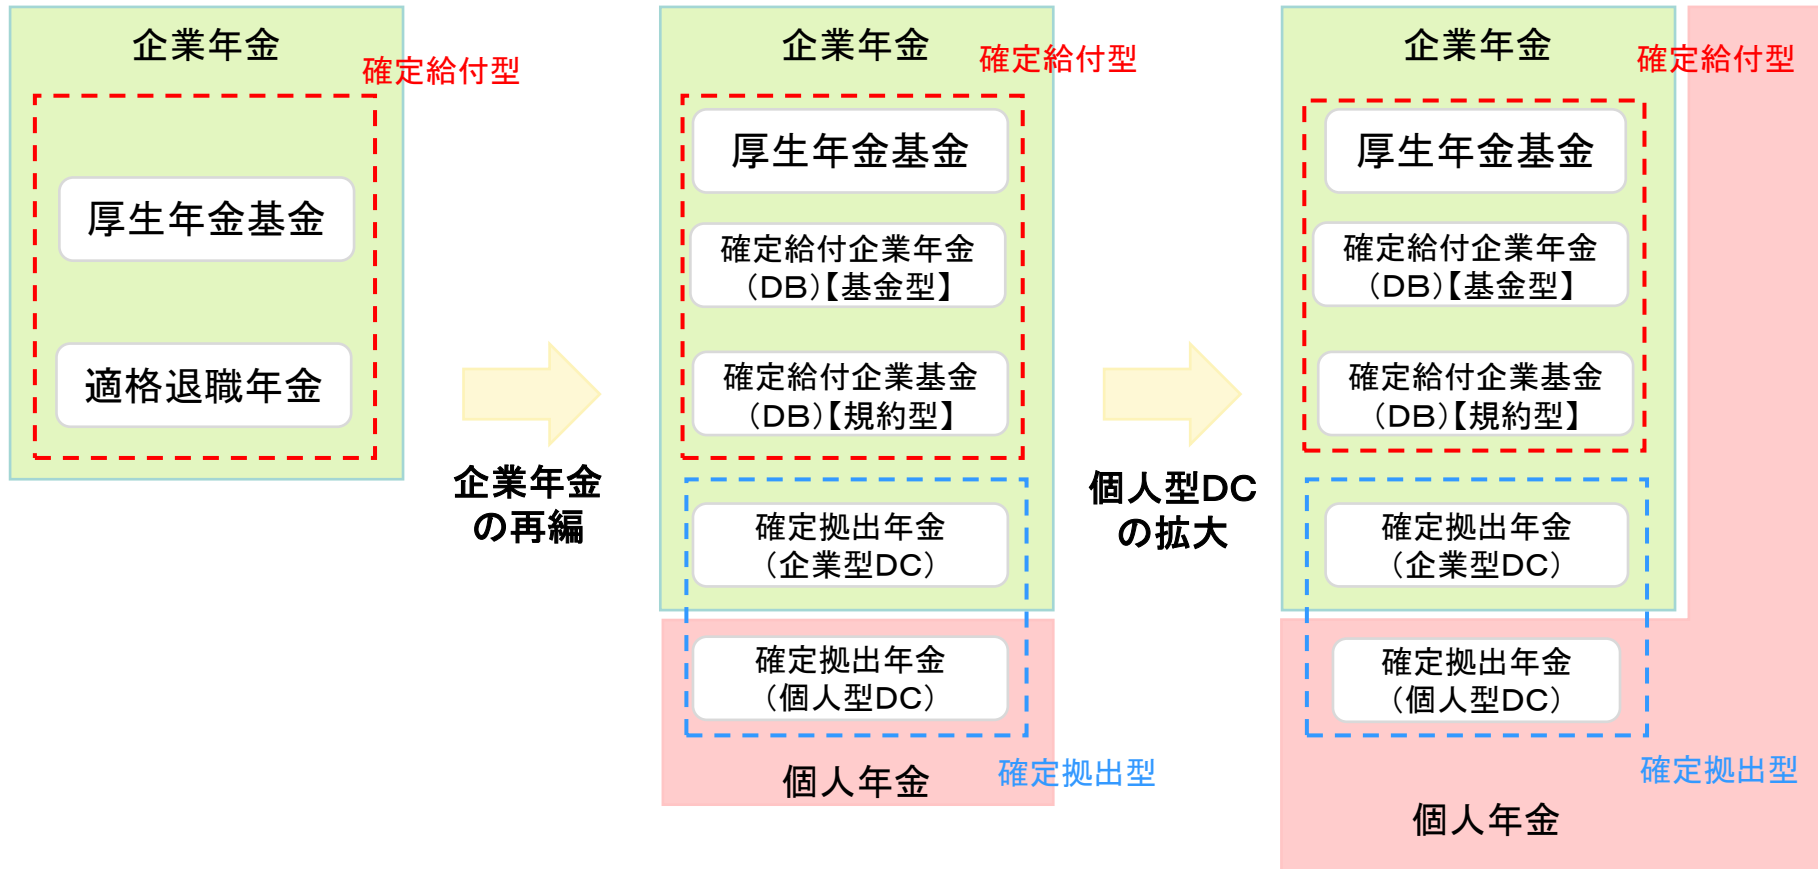 企業年金
確定給付型
厚生年金基金
適格退職年金
企業年金
の再編
企業年金
確定給付型
厚生年金基金
確定給付企業年金
（DB）【基金型】
確定給付企業基金
（DB）【規約型】
確定拠出年金
（企業型DC）
確定拠出年金
（個人型DC）
個人年金
確定拠出型
個人型DC
の拡大
企業年金
確定給付型
厚生年金基金
確定給付企業年金
（DB）【基金型】
確定給付企業基金
（DB）【規約型】
確定拠出年金
（企業型DC）
確定拠出年金
（個人型DC）
確定拠出型
個人年金